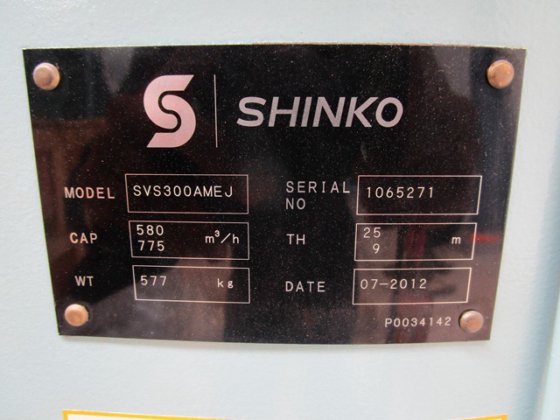 S | SHINKO
MODEL SVS300AMEJ SERIAL NO 1065271
CAP 580 775 m³/h TH 25 9 m
WT 577 kg DATE 07-2012
P0034142